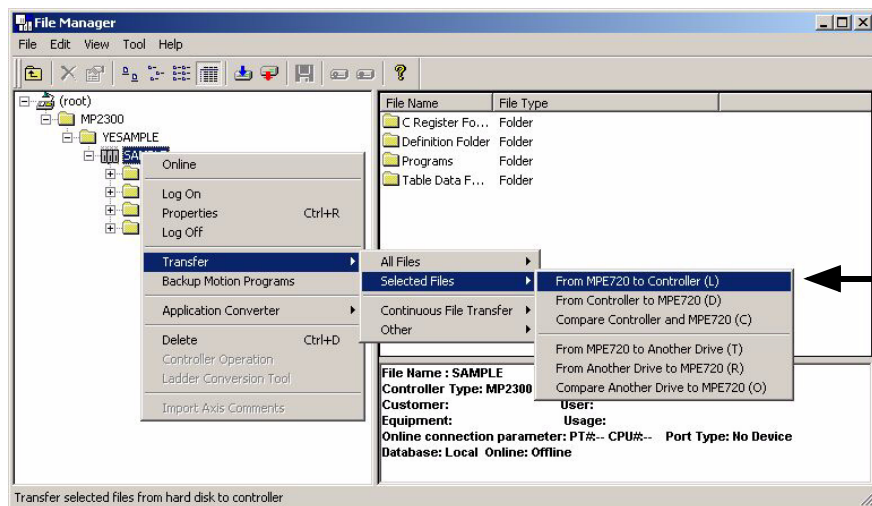 File Manager
File Edit View Tool Help
(root)
MP2300
YESAMPLE
File Name File Type
C Register Fo... Folder
Definition Folder Folder
Programs Folder
Table Data F... Folder
Online
Log On
Properties Ctrl+R
Log Off
Transfer
Backup Motion Programs
Application Converter
Delete Ctrl+D
Controller Operation
Ladder Conversion Tool
Import Axis Comments
All Files
Selected Files
Continuous File Transfer
Other
From MPE720 to Controller (L)
From Controller to MPE720 (D)
Compare Controller and MPE720 (C)
From MPE720 to Another Drive (T)
From Another Drive to MPE720 (R)
Compare Another Drive to MPE720 (O)
File Name : SAMPLE
Controller Type: MP2300
Customer: User:
Equipment: Usage:
Online connection parameter: PT#:-- CPU#:-- Port Type: No Device
Database: Local Online: Offline
Transfer selected files from hard disk to controller